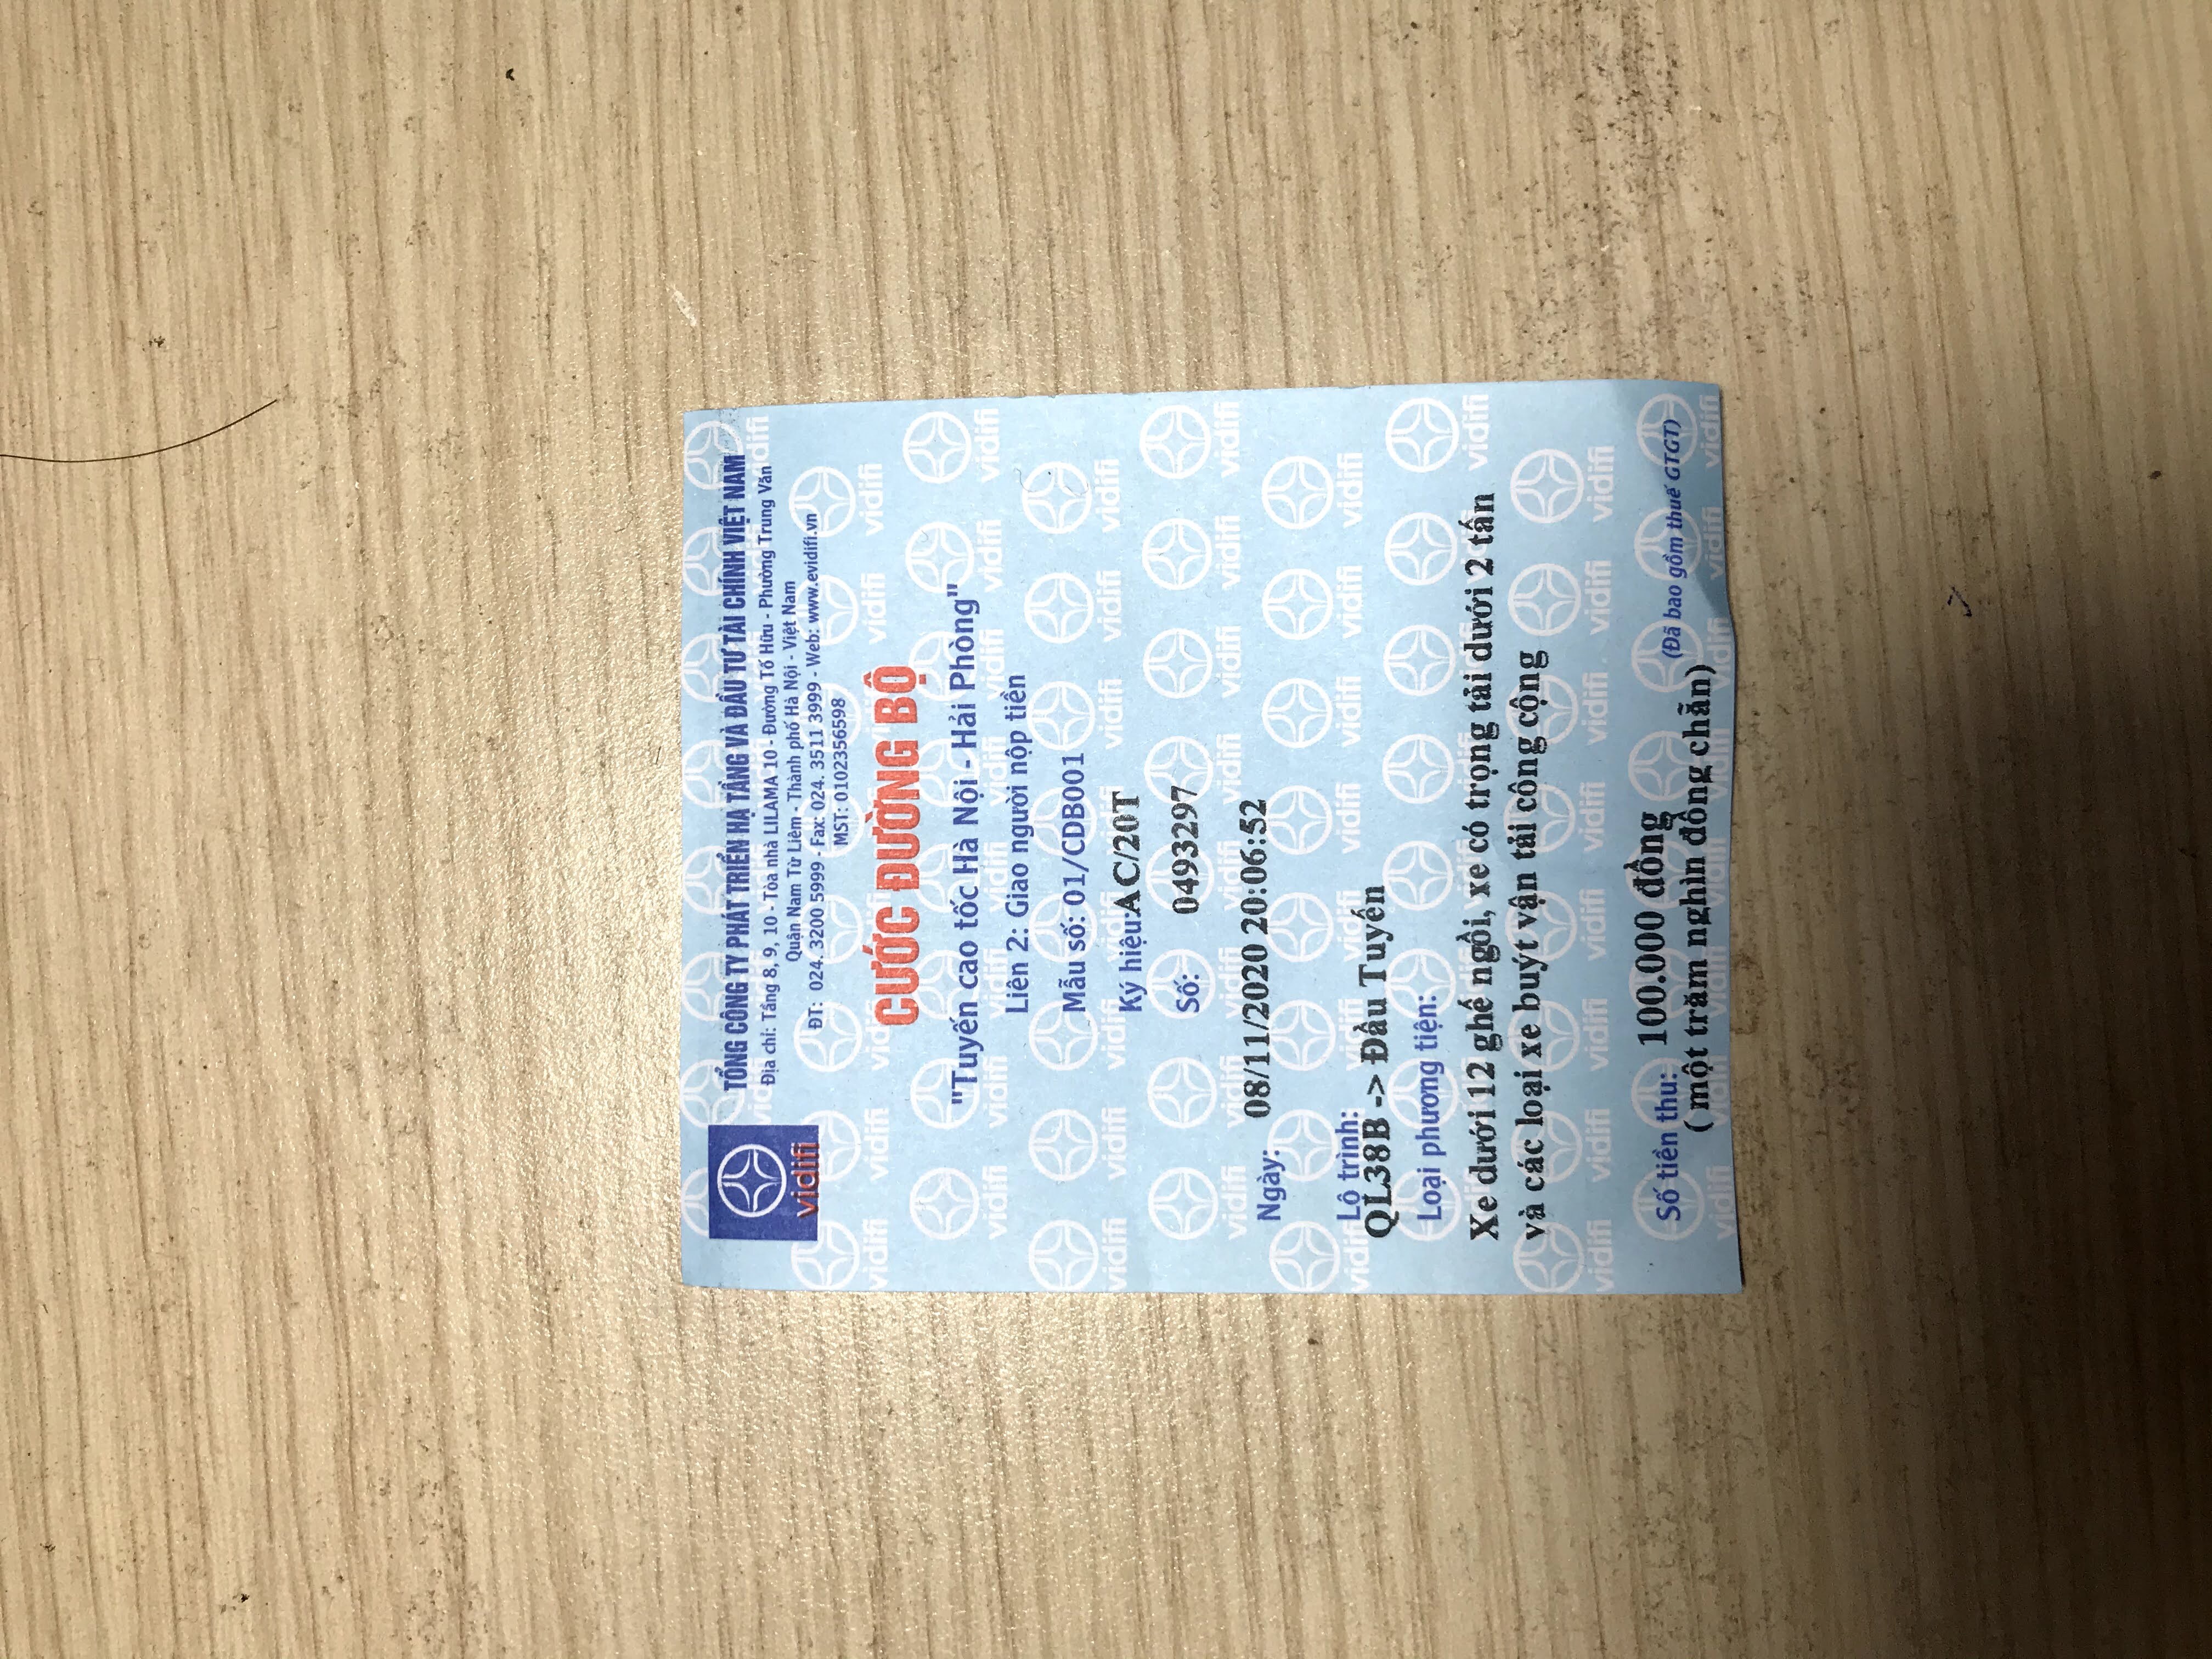 vidifi
TỔNG CÔNG TY PHÁT TRIỂN HẠ TẦNG VÀ ĐẦU TƯ TÀI CHÍNH VIỆT NAM
Địa chỉ: Tầng 8, 9, 10 - Tòa nhà LILAMA 10 - Đường Tố Hữu - Phường Trung Văn
Quận Nam Từ Liêm - Thành phố Hà Nội - Việt Nam
ĐT: 024. 3200 5999 - Fax: 024. 3511 3999 - Web: www.evidifi.vn
MST: 0102356598
CƯỚC ĐƯỜNG BỘ
"Tuyến cao tốc Hà Nội - Hải Phòng"
Liên 2: Giao người nộp tiền
Mẫu số: 01/CDB001
Ký hiệu: AC/20T
Số: 0493297
Ngày: 08/11/2020 20:06:52
Lộ trình:
QL38B -> Đầu Tuyến
Loại phương tiện:
Xe dưới 12 ghế ngồi, xe có trọng tải dưới 2 tấn
và các loại xe buýt vận tải công cộng
Số tiền thu: 100.000 đồng (Đã bao gồm thuế GTGT)
( một trăm nghìn đồng chẵn)